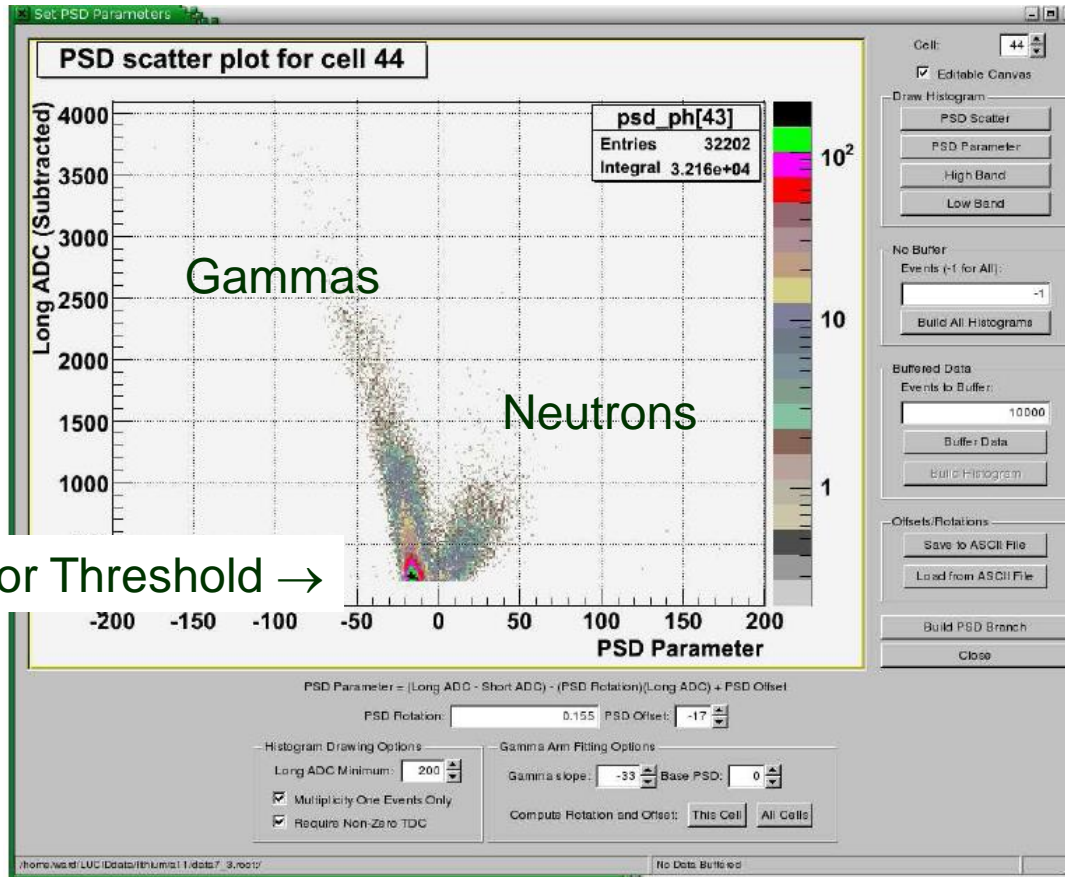 Set PSD Parameters
PSD scatter plot for cell 44
Long ADC (Subtracted)
4000
3500
3000
2500
2000
1500
1000
psd_ph[43]
Entries 32202
Integral 3.216e+04
Gammas
Neutrons
or Threshold →
10²
10
1
-200 -150 -100 -50 0 50 100 150 200
PSD Parameter
Cell: 44
Editable Canvas
Draw Histogram
PSD Scatter
PSD Parameter
High Band
Low Band
No Buffer
Events (-1 for All):
-1
Build All Histograms
Buffered Data
Events to Buffer:
10000
Buffer Data
Build Histogram
Offsets/Rotations
Save to ASCII File
Load from ASCII File
Build PSD Branch
Close
PSD Parameter = (Long ADC - Short ADC) - (PSD Rotation)(Long ADC) + PSD Offset
PSD Rotation: 0.155 PSD Offset: -17
Histogram Drawing Options
Long ADC Minimum: 200
Multiplicity One Events Only
Require Non-Zero TDC
Gamma Arm Fitting Options
Gamma slope: -33 Base PSD: 0
Compute Rotation and Offset: This Cell All Cells
No Data Buffered